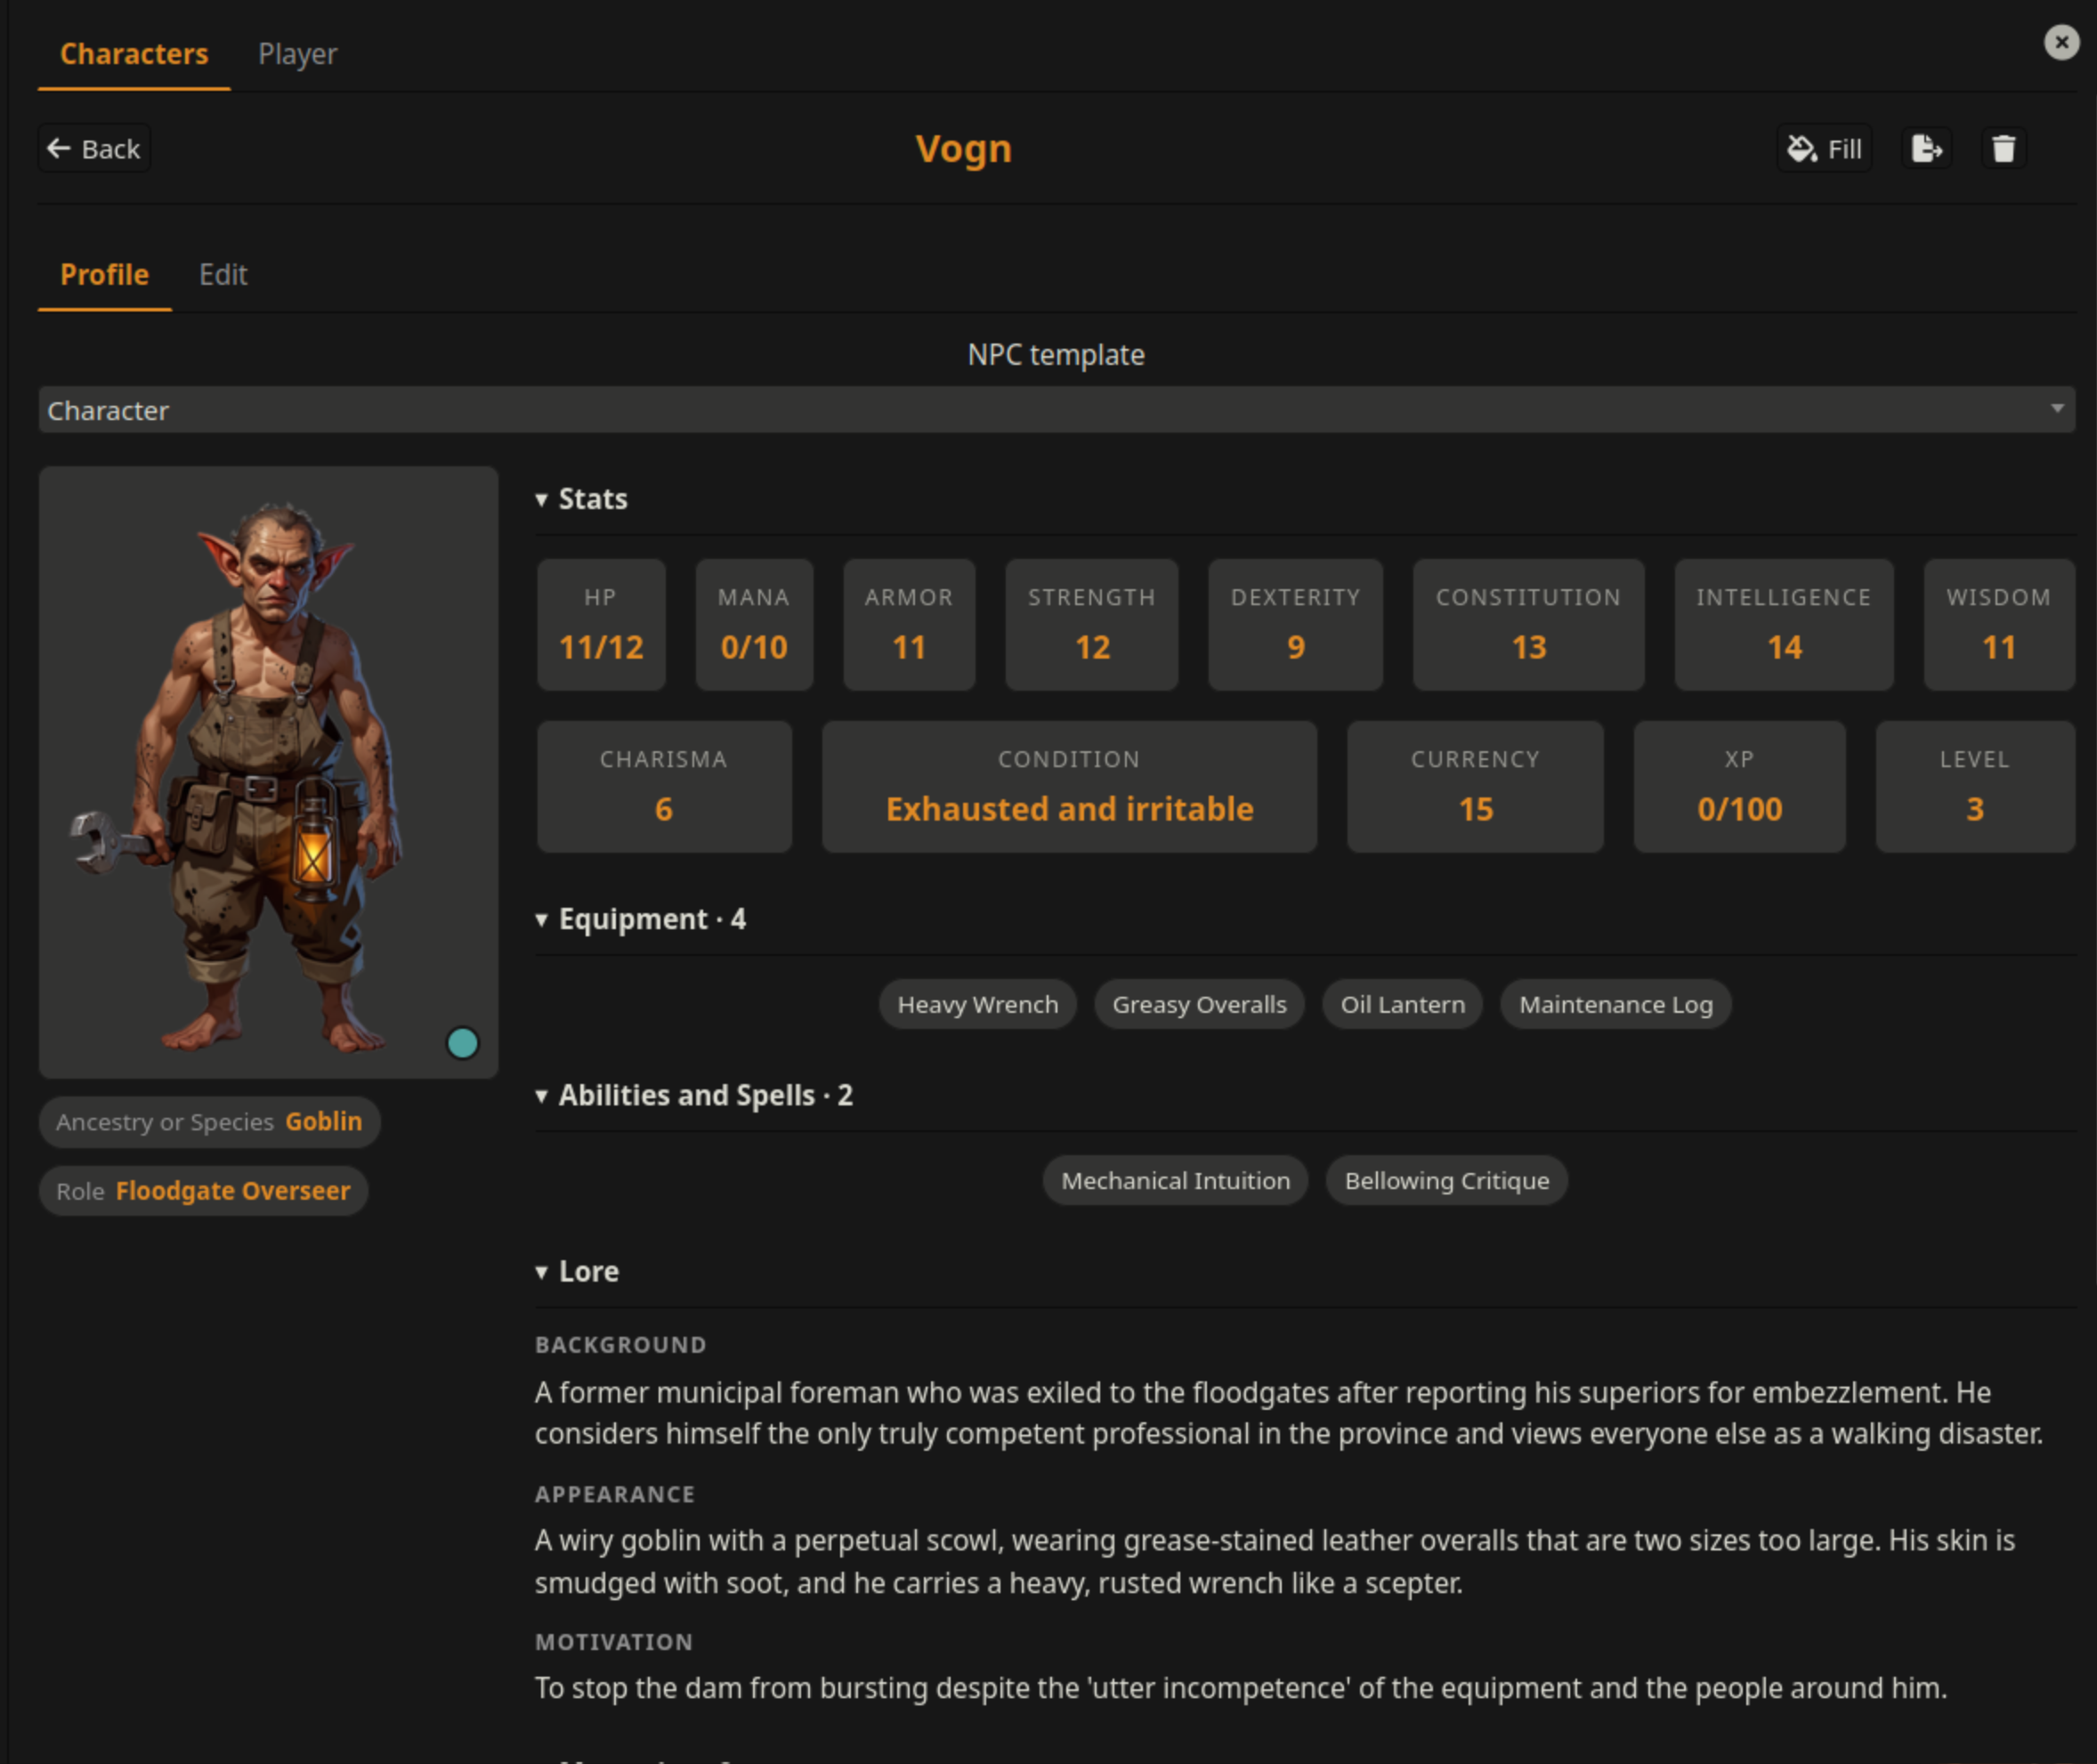 Characters Player
Back
Vogn
Fill
Profile Edit
NPC template
Character
Stats
HP
11/12
MANA
0/10
ARMOR
11
STRENGTH
12
DEXTERITY
9
CONSTITUTION
13
INTELLIGENCE
14
WISDOM
11
CHARISMA
6
CONDITION
Exhausted and irritable
CURRENCY
15
XP
0/100
LEVEL
3
Equipment · 4
Heavy Wrench Greasy Overalls Oil Lantern Maintenance Log
Abilities and Spells · 2
Mechanical Intuition Bellowing Critique
Ancestry or Species Goblin
Role Floodgate Overseer
Lore
BACKGROUND
A former municipal foreman who was exiled to the floodgates after reporting his superiors for embezzlement. He
considers himself the only truly competent professional in the province and views everyone else as a walking disaster.
APPEARANCE
A wiry goblin with a perpetual scowl, wearing grease-stained leather overalls that are two sizes too large. His skin is
smudged with soot, and he carries a heavy, rusted wrench like a scepter.
MOTIVATION
To stop the dam from bursting despite the 'utter incompetence' of the equipment and the people around him.